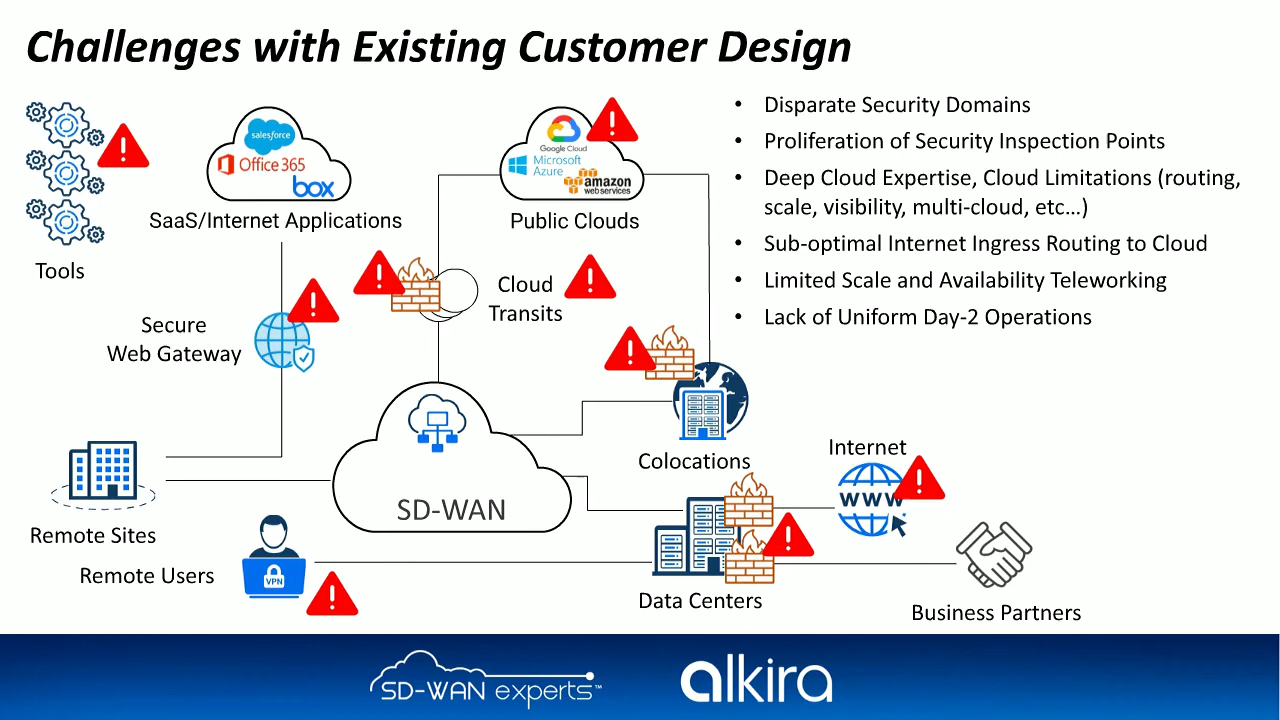 Challenges with Existing Customer Design
Tools
salesforce
Office 365
box
SaaS/Internet Applications
Google Cloud
Microsoft
Azure
amazon
web services
Public Clouds
• Disparate Security Domains
• Proliferation of Security Inspection Points
• Deep Cloud Expertise, Cloud Limitations (routing,
scale, visibility, multi-cloud, etc…)
• Sub-optimal Internet Ingress Routing to Cloud
• Limited Scale and Availability Teleworking
• Lack of Uniform Day-2 Operations
Cloud
Transits
Secure
Web Gateway
Colocations
Internet
WWW
SD-WAN
Remote Sites
Remote Users
VPN
Data Centers
Business Partners
SD-WAN experts™
alkira